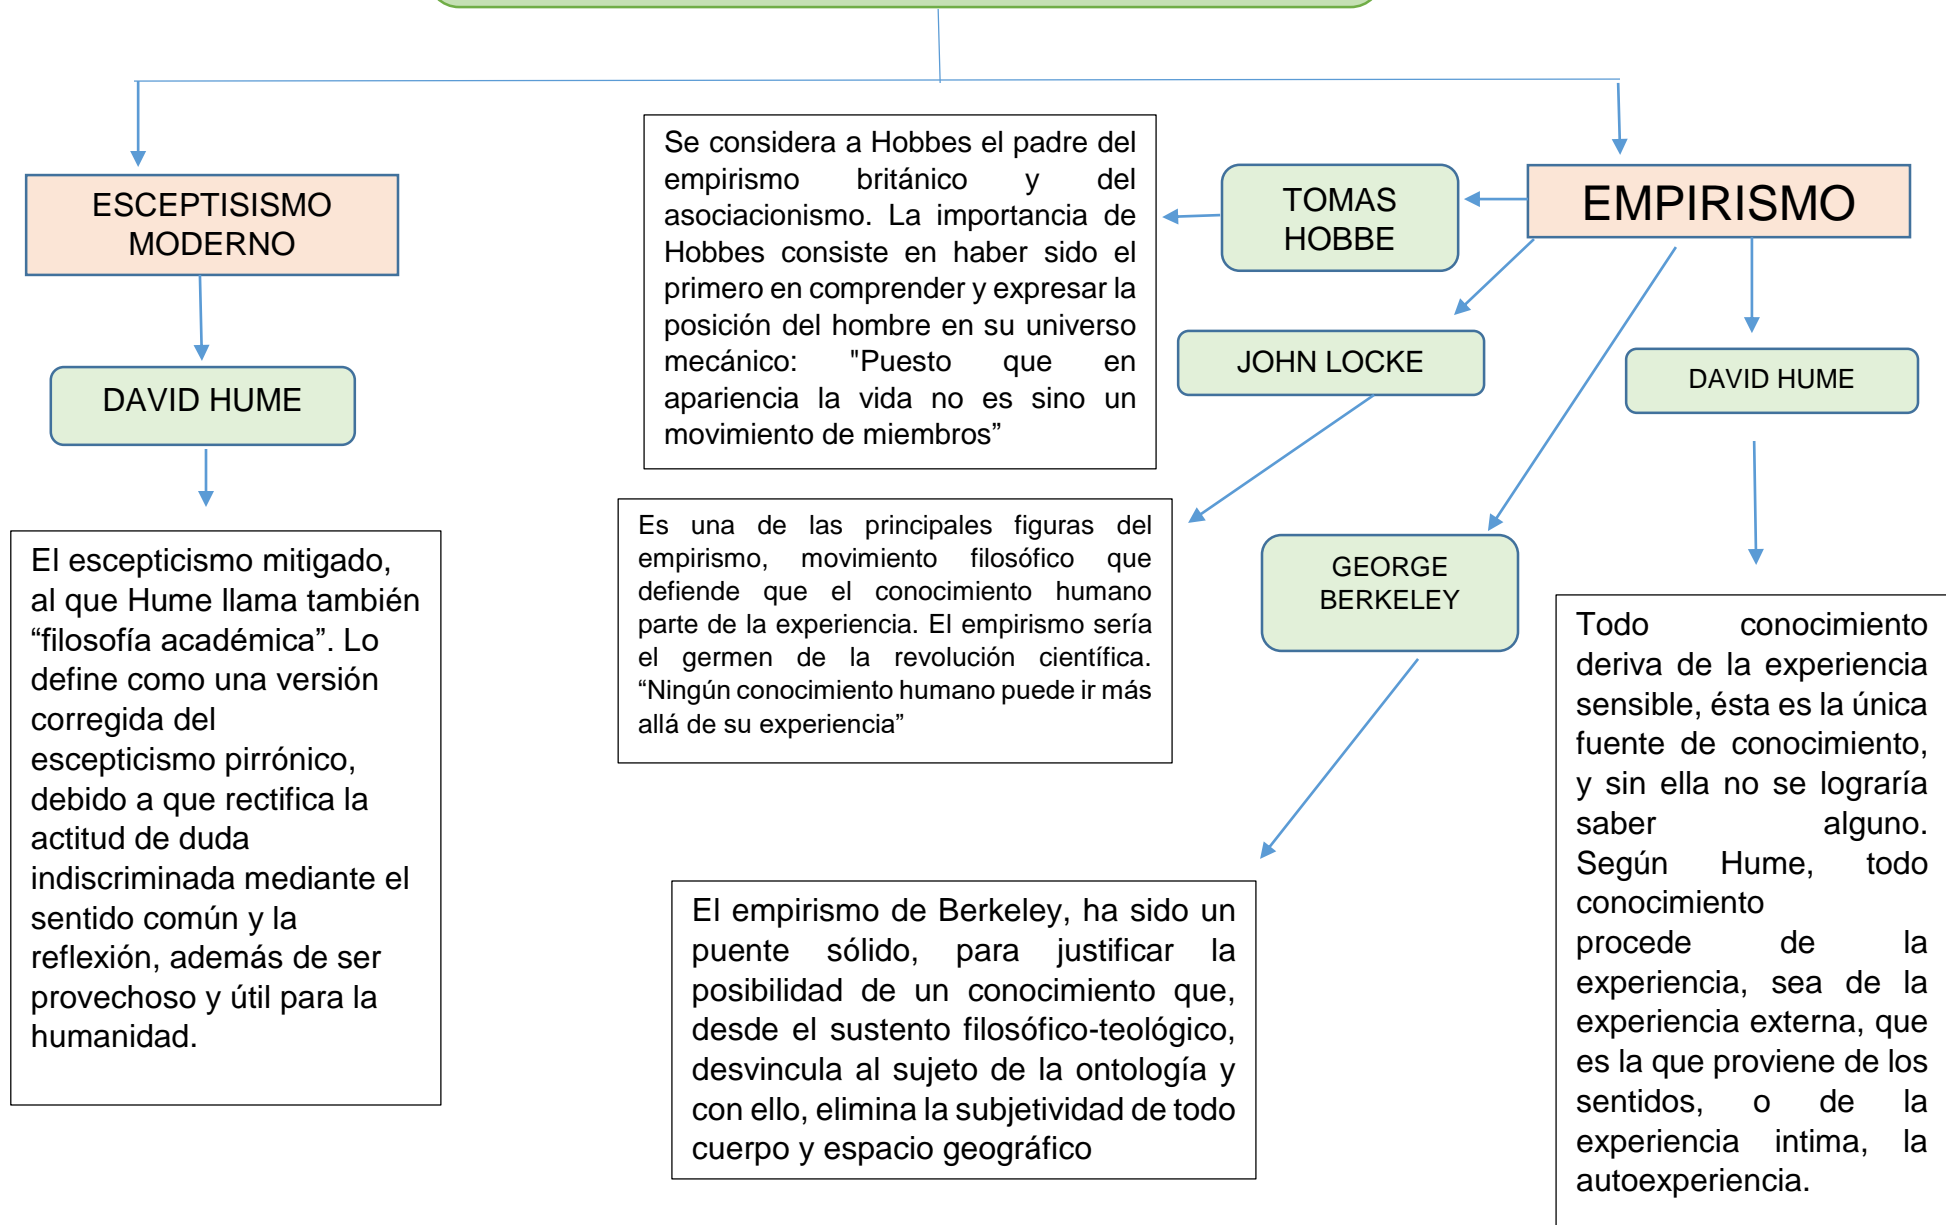 ESCEPTISISMO
MODERNO
DAVID HUME
El escepticismo mitigado,
al que Hume llama también
“filosofía académica”. Lo
define como una versión
corregida del
escepticismo pirrónico,
debido a que rectifica la
actitud de duda
indiscriminada mediante el
sentido común y la
reflexión, además de ser
provechoso y útil para la
humanidad.
EMPIRISMO
TOMAS
HOBBE
Se considera a Hobbes el padre del
empirismo británico y del
asociacionismo. La importancia de
Hobbes consiste en haber sido el
primero en comprender y expresar la
posición del hombre en su universo
mecánico: "Puesto que en
apariencia la vida no es sino un
movimiento de miembros”
JOHN LOCKE
Es una de las principales figuras del
empirismo, movimiento filosófico que
defiende que el conocimiento humano
parte de la experiencia. El empirismo sería
el germen de la revolución científica.
“Ningún conocimiento humano puede ir más
allá de su experiencia”
GEORGE
BERKELEY
El empirismo de Berkeley, ha sido un
puente sólido, para justificar la
posibilidad de un conocimiento que,
desde el sustento filosófico-teológico,
desvincula al sujeto de la ontología y
con ello, elimina la subjetividad de todo
cuerpo y espacio geográfico
DAVID HUME
Todo conocimiento
deriva de la experiencia
sensible, ésta es la única
fuente de conocimiento,
y sin ella no se lograría
saber alguno.
Según Hume, todo
conocimiento
procede de la
experiencia, sea de la
experiencia externa, que
es la que proviene de los
sentidos, o de la
experiencia intima, la
autoexperiencia.